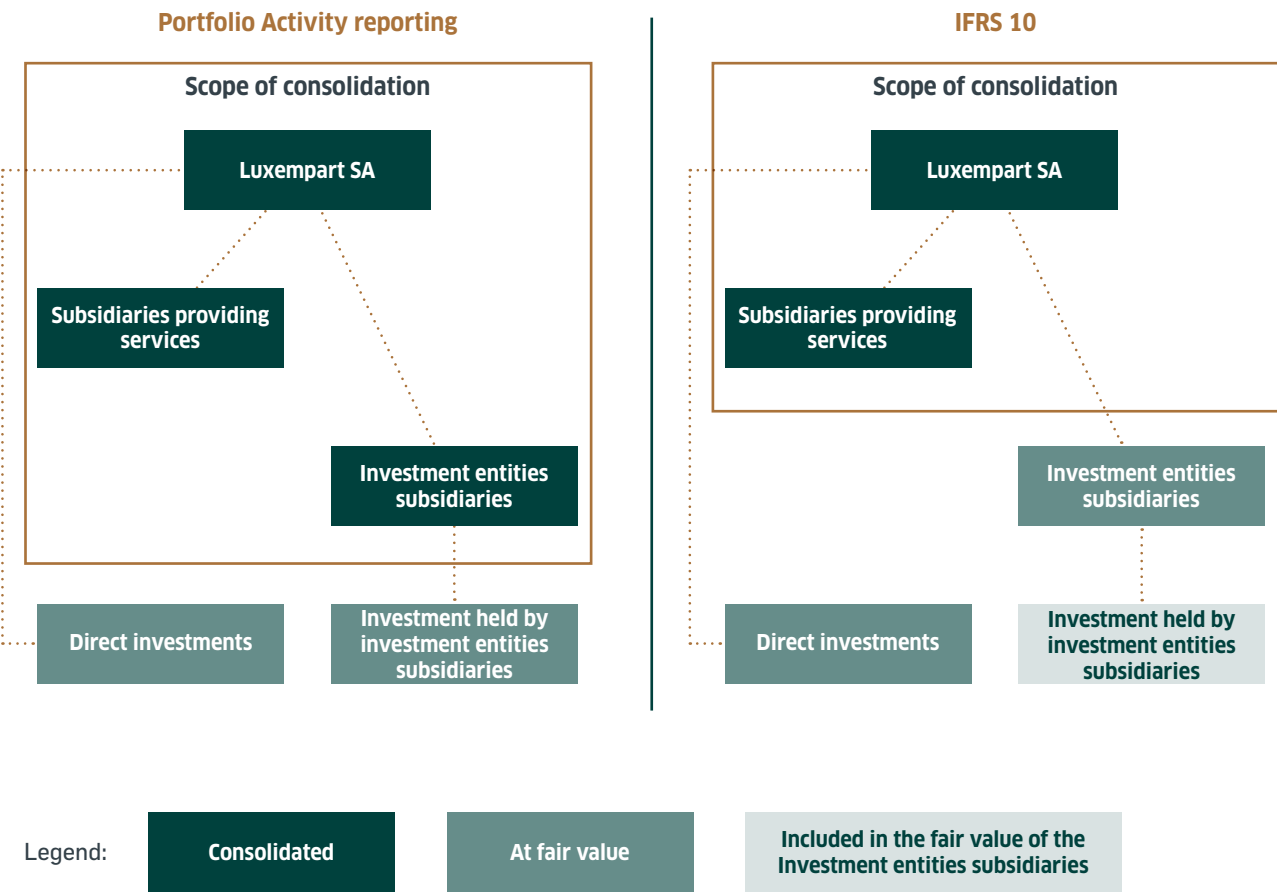 Portfolio Activity reporting
Scope of consolidation
Luxempart SA
Subsidiaries providing
services
Investment entities
subsidiaries
Direct investments
Investment held by
investment entities
subsidiaries
IFRS 10
Scope of consolidation
Luxempart SA
Subsidiaries providing
services
Investment entities
subsidiaries
Direct investments
Investment held by
investment entities
subsidiaries
Legend:
Consolidated
At fair value
Included in the fair value of the
Investment entities subsidiaries